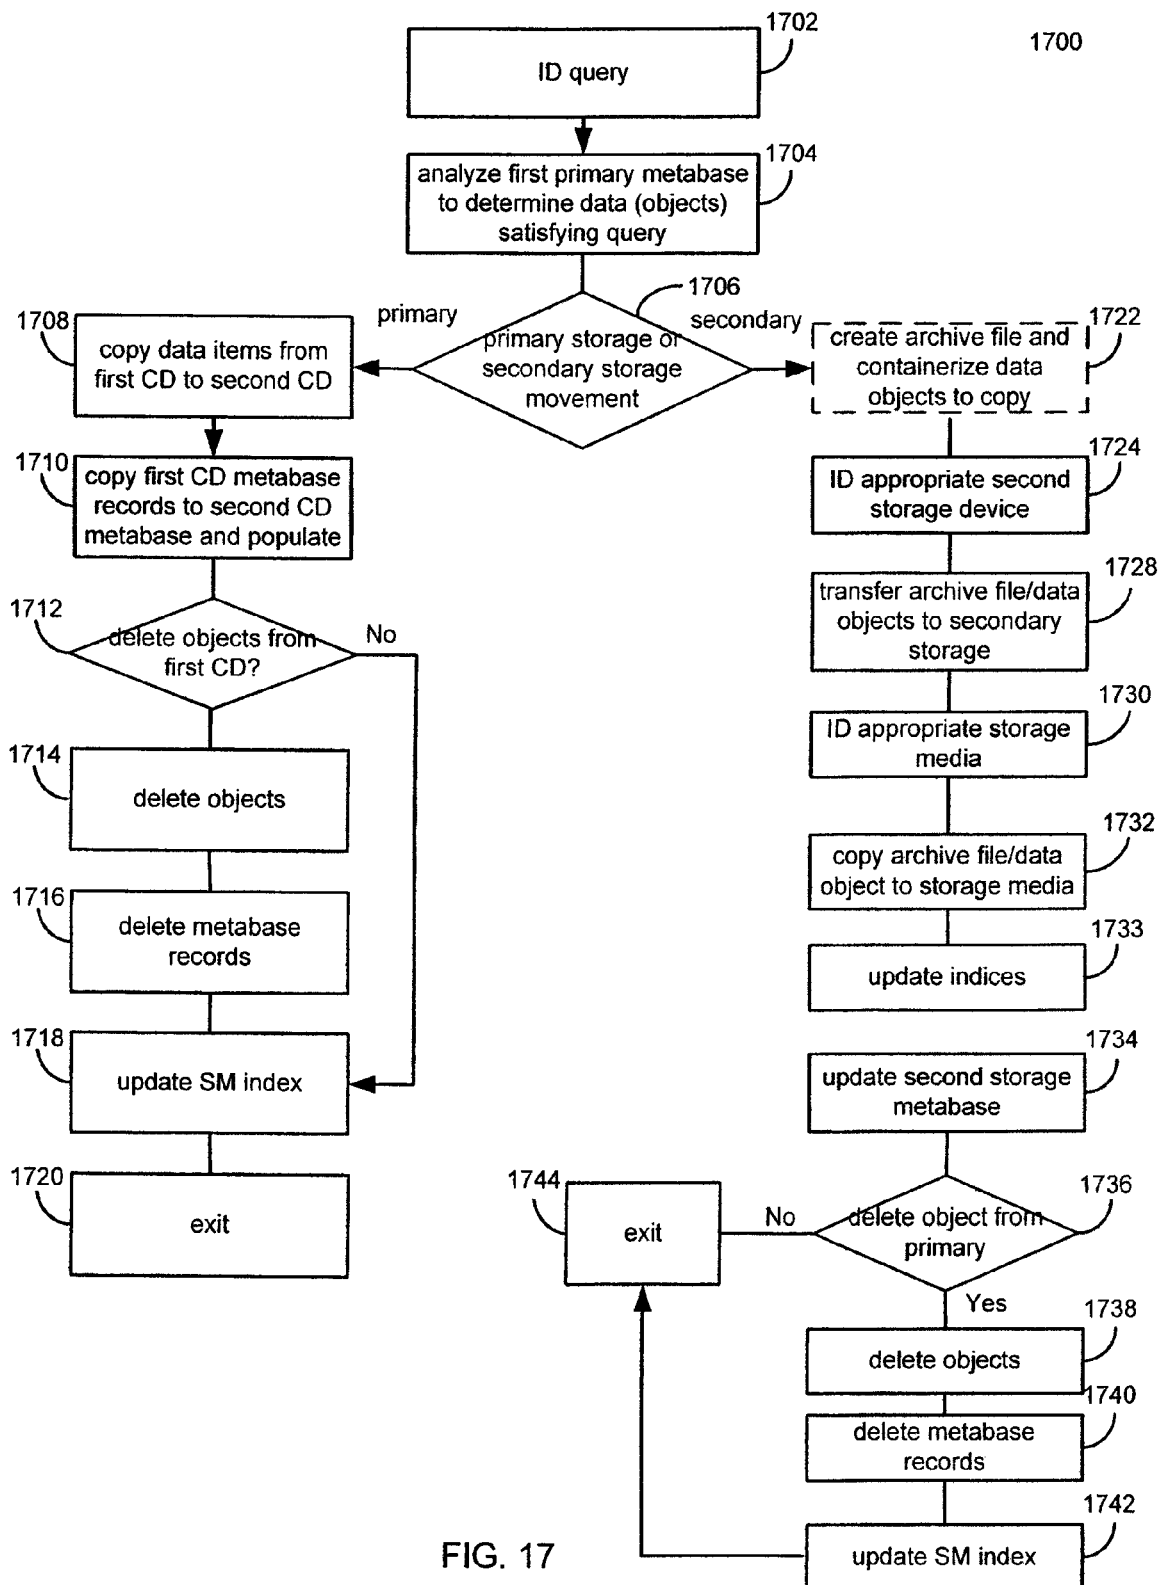 1702
1700
ID query
1704
analyze first primary metabase
to determine data (objects)
satisfying query
1706
primary
secondary
primary storage or
secondary storage
movement
1708
copy data items from
first CD to second CD
1710
copy first CD metabase
records to second CD
metabase and populate
1712
delete objects from
first CD?
No
1714
delete objects
1716
delete metabase
records
1718
update SM index
1720
exit
1722
create archive file and
containerize data
objects to copy
1724
ID appropriate second
storage device
1728
transfer archive file/data
objects to secondary
storage
1730
ID appropriate storage
media
1732
copy archive file/data
object to storage media
1733
update indices
1734
update second storage
metabase
1736
delete object from
primary
No
1744
exit
Yes
1738
delete objects
1740
delete metabase
records
1742
update SM index
FIG. 17